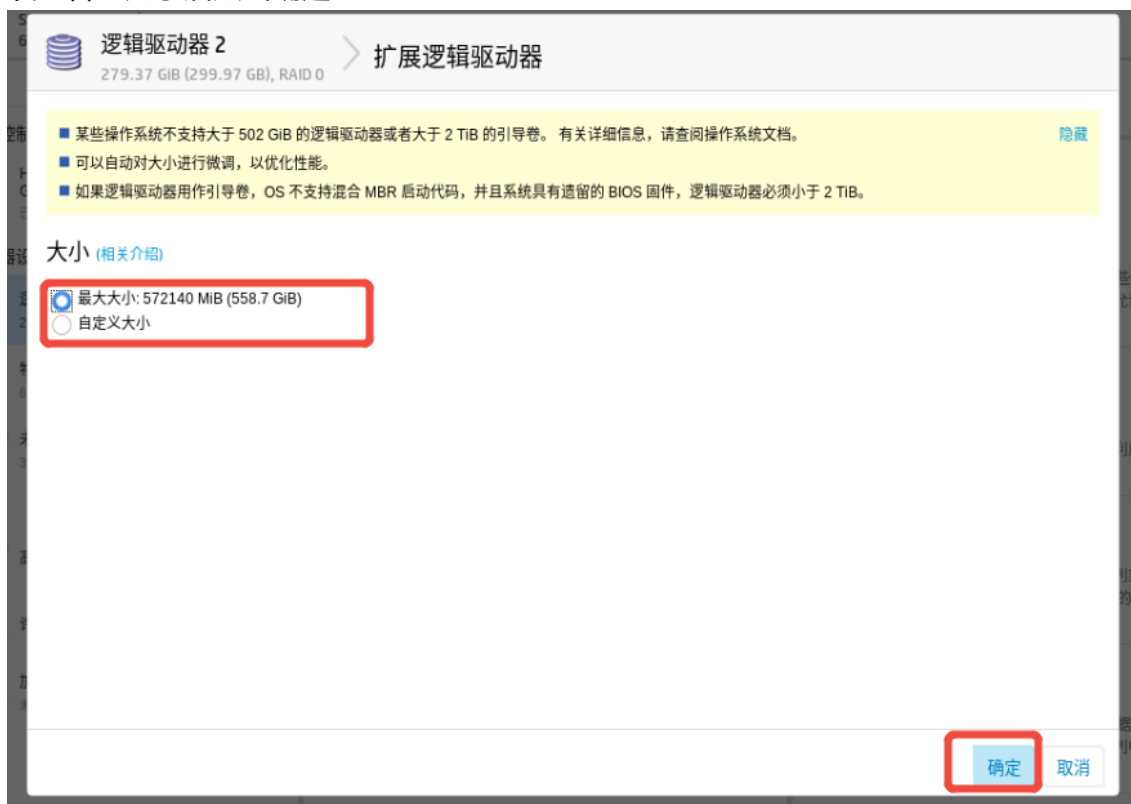 逻辑驱动器 2
279.37 GiB (299.97 GB), RAID 0
扩展逻辑驱动器
某些操作系统不支持大于 502 GiB 的逻辑驱动器或者大于 2 TiB 的引导卷。 有关详细信息，请查阅操作系统文档。
隐藏
可以自动对大小进行微调，以优化性能。
如果逻辑驱动器用作引导卷，OS 不支持混合 MBR 启动代码，并且系统具有遗留的 BIOS 固件，逻辑驱动器必须小于 2 TiB。
大小 (相关介绍)
最大大小: 572140 MiB (558.7 GiB)
自定义大小
确定
取消